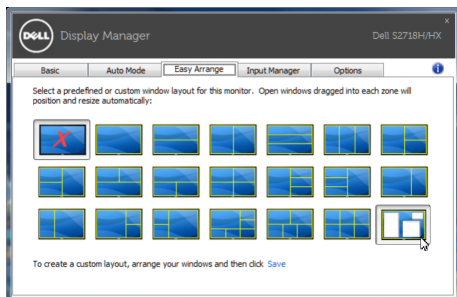 DELL Display Manager
Dell S2718H/HX
Basic Auto Mode Easy Arrange Input Manager Options
Select a predefined or custom window layout for this monitor. Open windows dragged into each zone will
position and resize automatically:
To create a custom layout, arrange your windows and then click Save